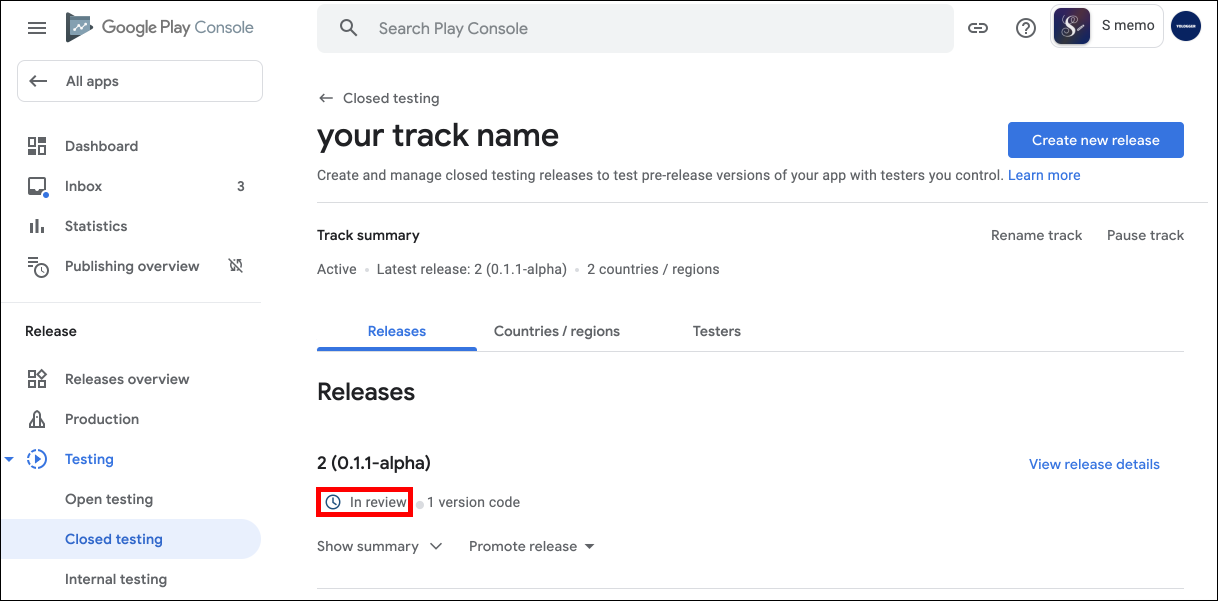 Google Play Console
Search Play Console
S memo
TOLOGGER
All apps
Dashboard
Inbox 3
Statistics
Publishing overview
Release
Releases overview
Production
Testing
Open testing
Closed testing
Internal testing
Closed testing
your track name
Create new release
Create and manage closed testing releases to test pre-release versions of your app with testers you control. Learn more
Track summary
Rename track Pause track
Active • Latest release: 2 (0.1.1-alpha) • 2 countries / regions
Releases Countries / regions Testers
Releases
2 (0.1.1-alpha)
View release details
In review • 1 version code
Show summary Promote release